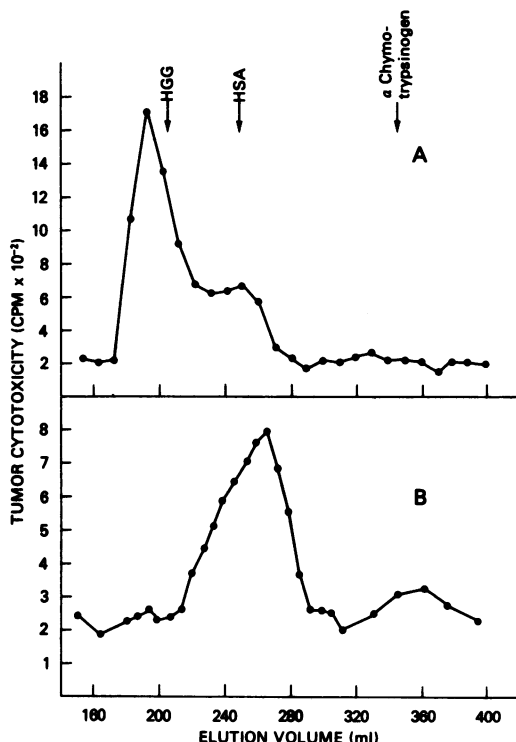 HGG
HSA
α Chymo-
trypsinogen
A
18
16
14
12
10
8
6
4
2
TUMOR CYTOTOXICITY (CPM x 10⁻²)
B
8
7
6
5
4
3
2
1
160 200 240 280 320 360 400
ELUTION VOLUME (ml)